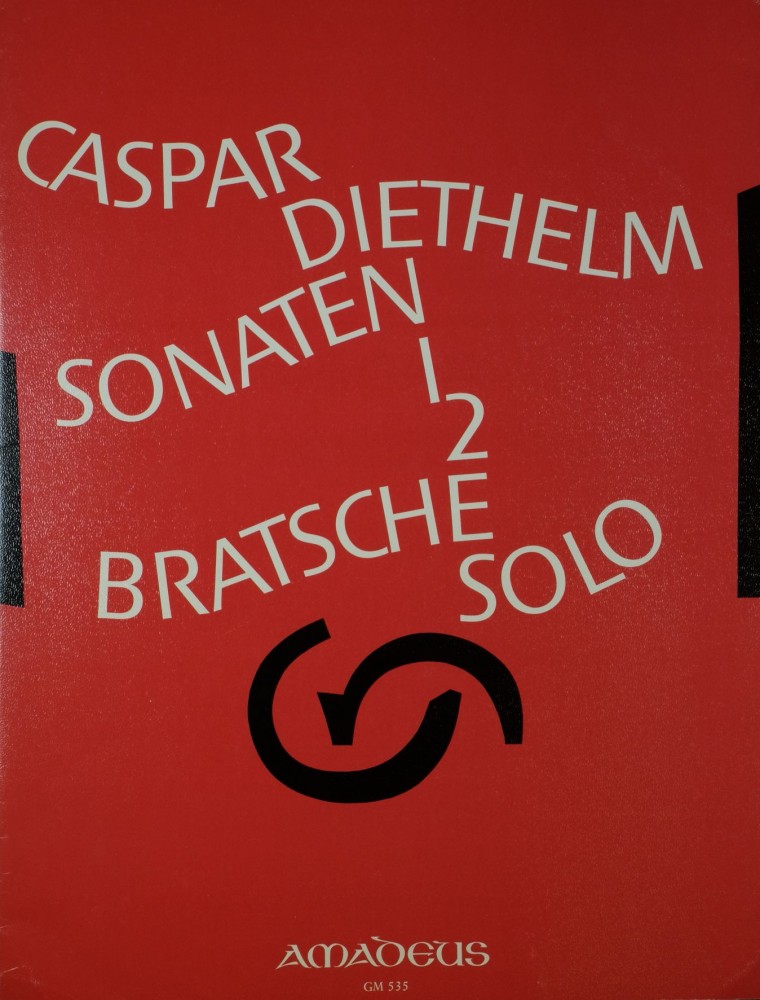 CASPAR
DIETHELM
SONATEN
1
2
BRATSCHE
SOLO
AMADEUS
GM 535